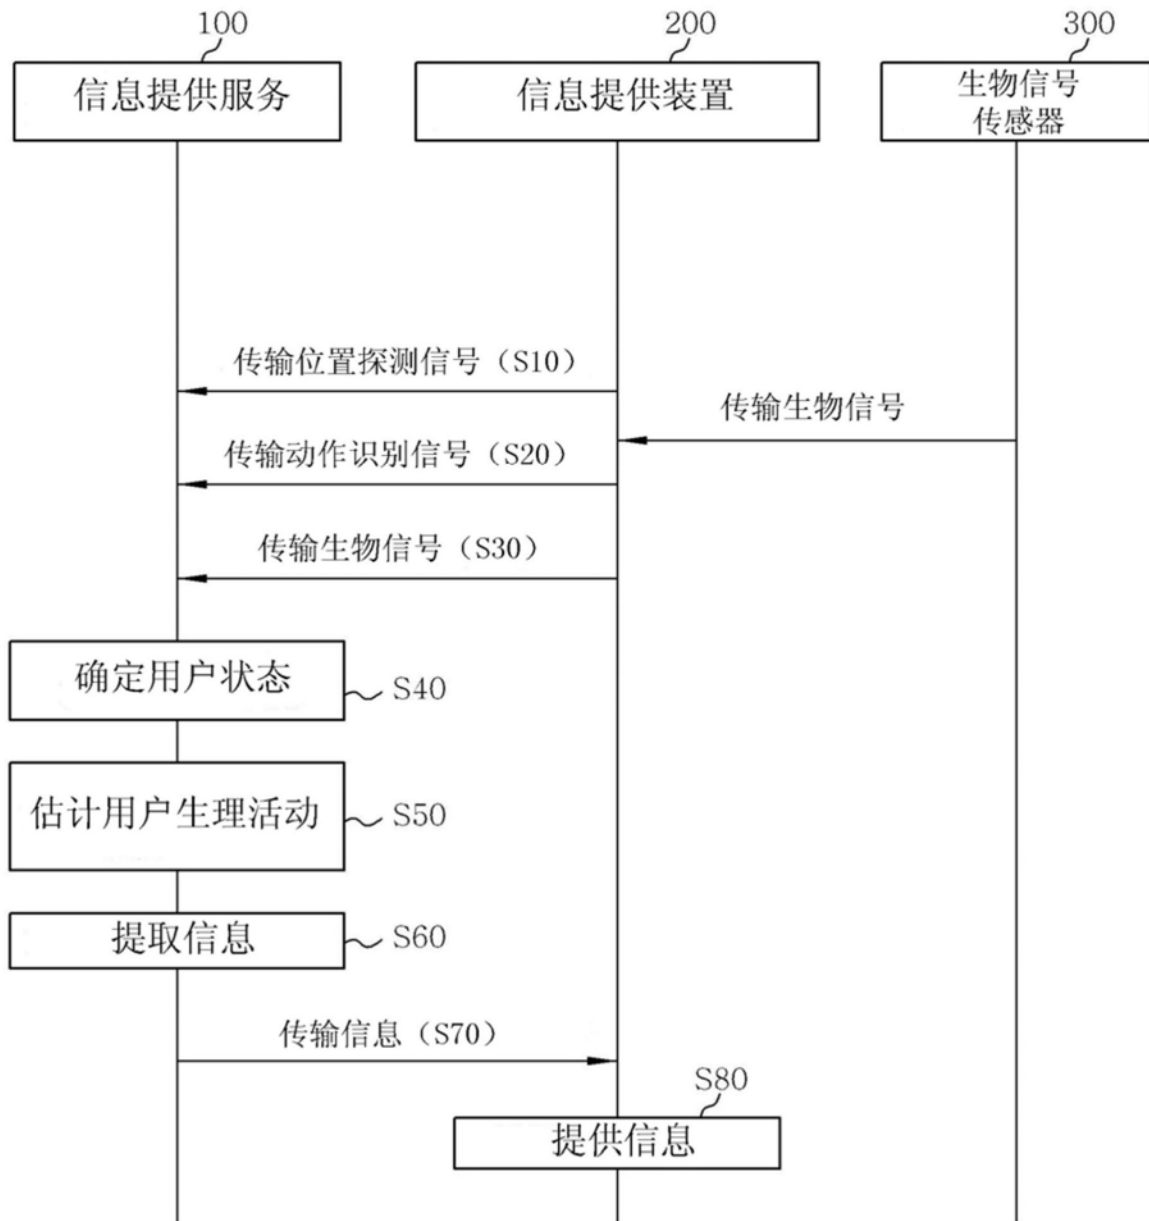 100
200
300
信息提供服务
信息提供装置
生物信号
传感器
传输位置探测信号（S10）
传输生物信号
传输动作识别信号（S20）
传输生物信号（S30）
确定用户状态
S40
估计用户生理活动
S50
提取信息
S60
传输信息（S70）
S80
提供信息